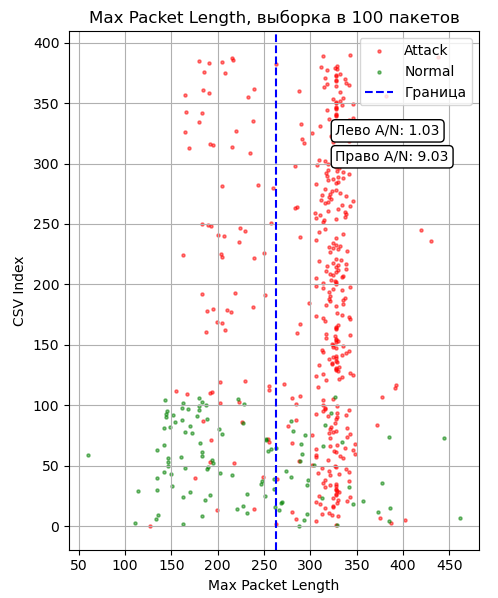 Max Packet Length, выборка в 100 пакетов
Attack
Normal
Граница
Лево A/N: 1.03
Право A/N: 9.03
CSV Index
400
350
300
250
200
150
100
50
0
50
100
150
200
250
300
350
400
450
Max Packet Length